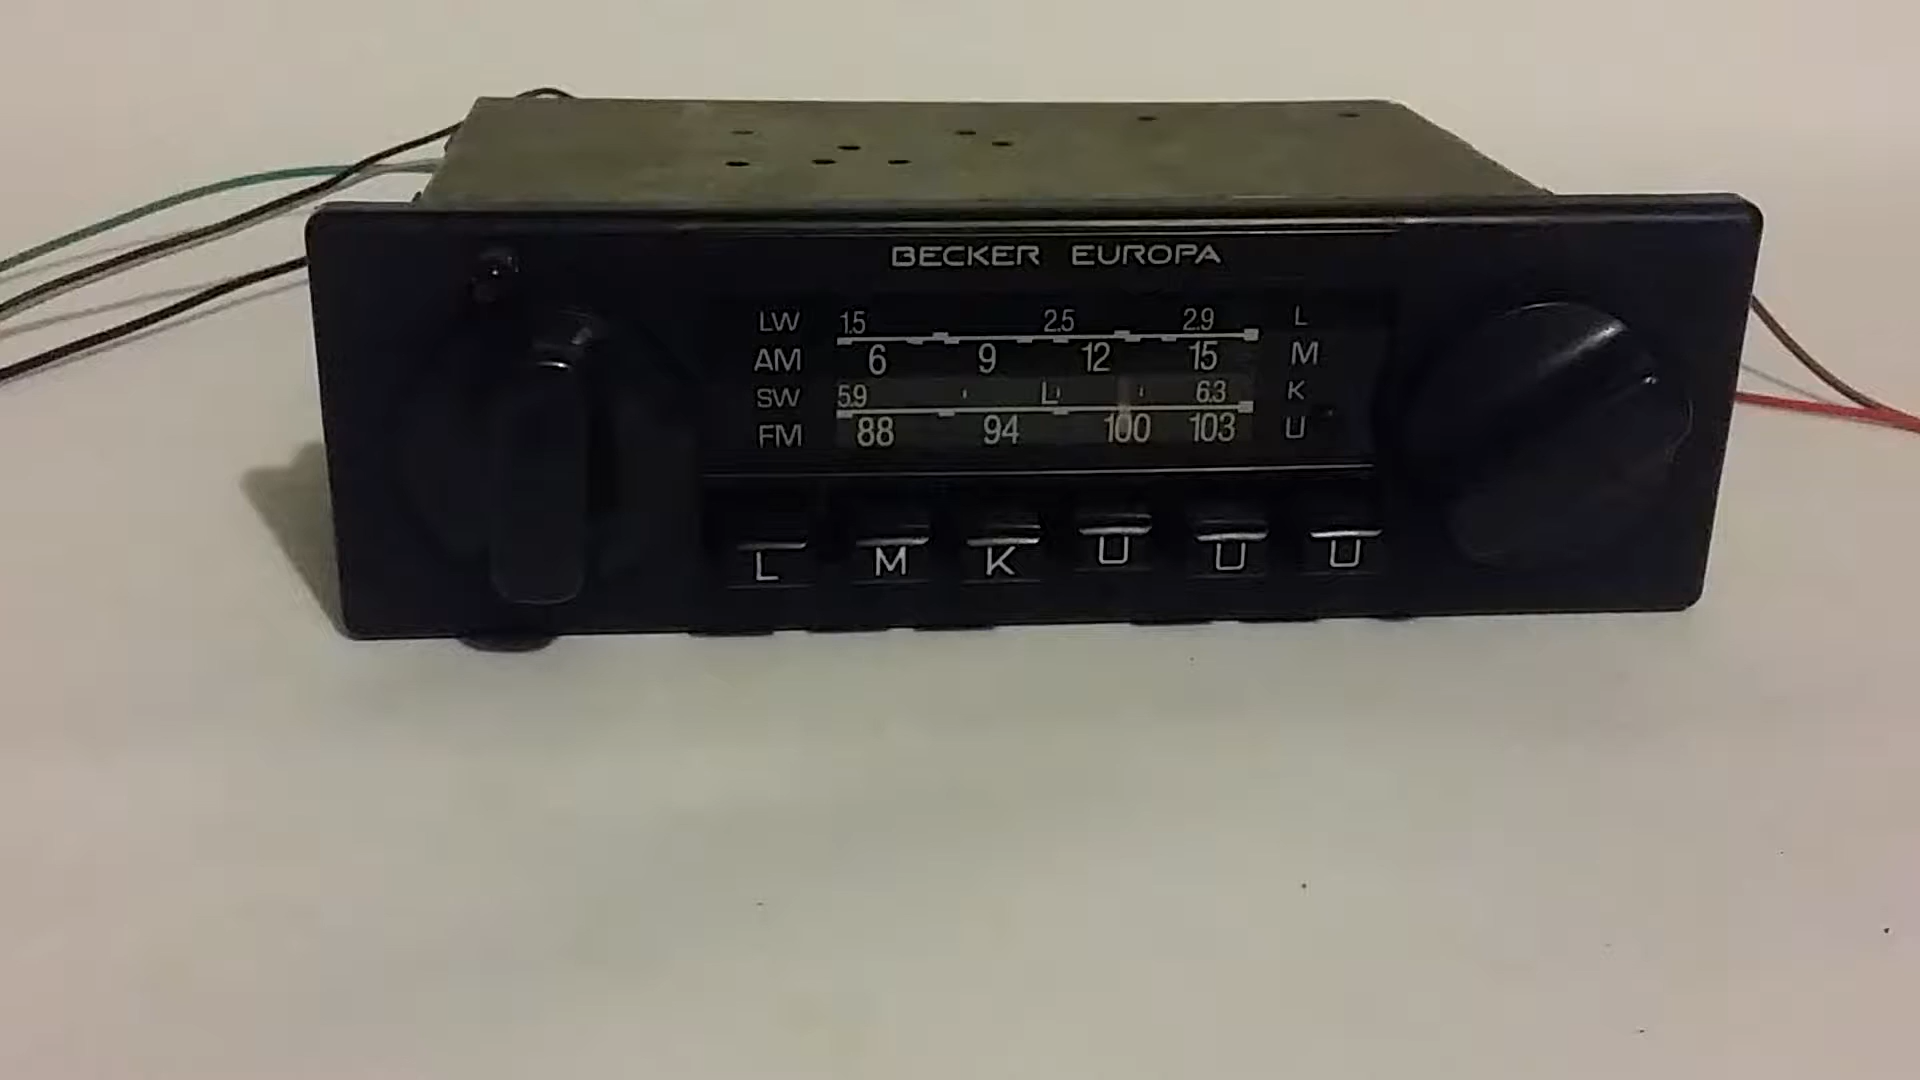 BECKER EUROPA
LW 1.5 2.5 2.9 L
AM 6 9 12 15 M
SW 5.9 L 6.3 K
FM 88 94 100 103 U
L M K U U U